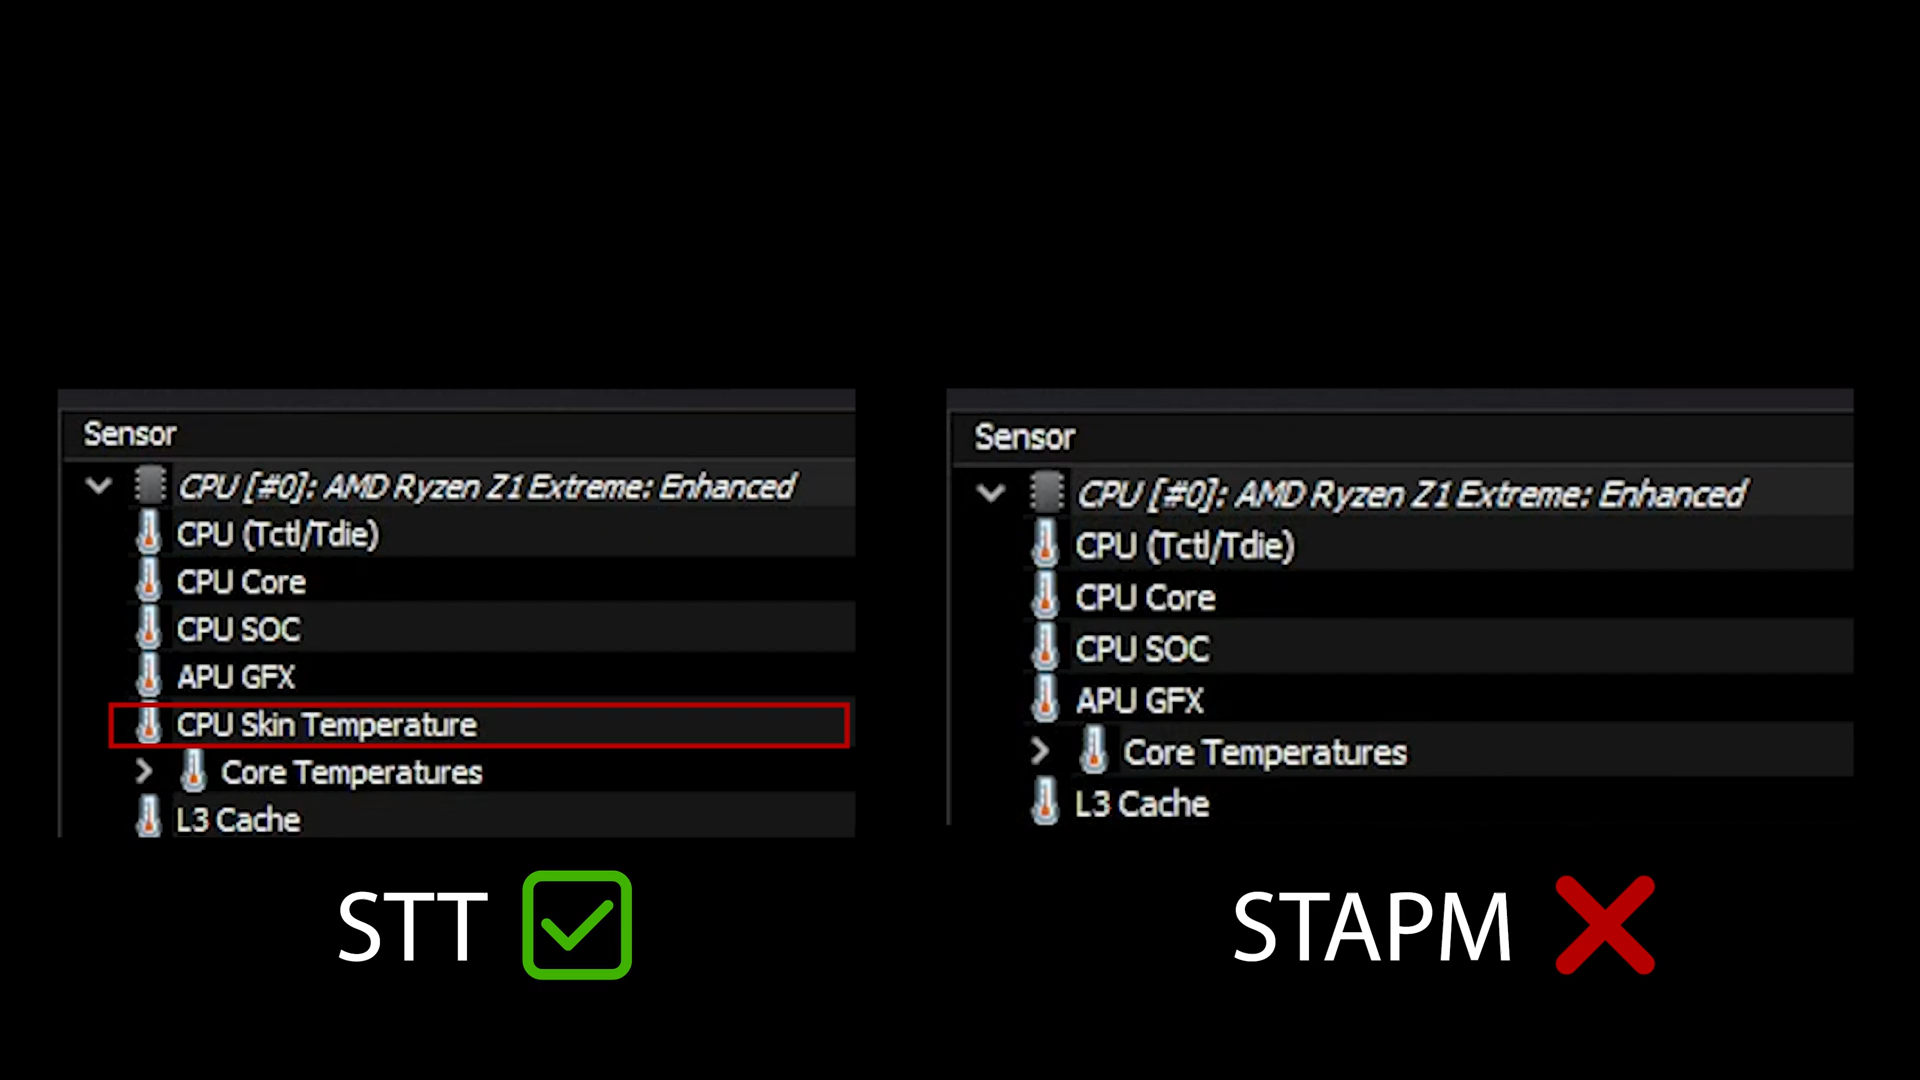 Sensor
CPU [#0]: AMD Ryzen Z1 Extreme: Enhanced
CPU (Tctl/Tdie)
CPU Core
CPU SOC
APU GFX
CPU Skin Temperature
Core Temperatures
L3 Cache
STT
Sensor
CPU [#0]: AMD Ryzen Z1 Extreme: Enhanced
CPU (Tctl/Tdie)
CPU Core
CPU SOC
APU GFX
Core Temperatures
L3 Cache
STAPM